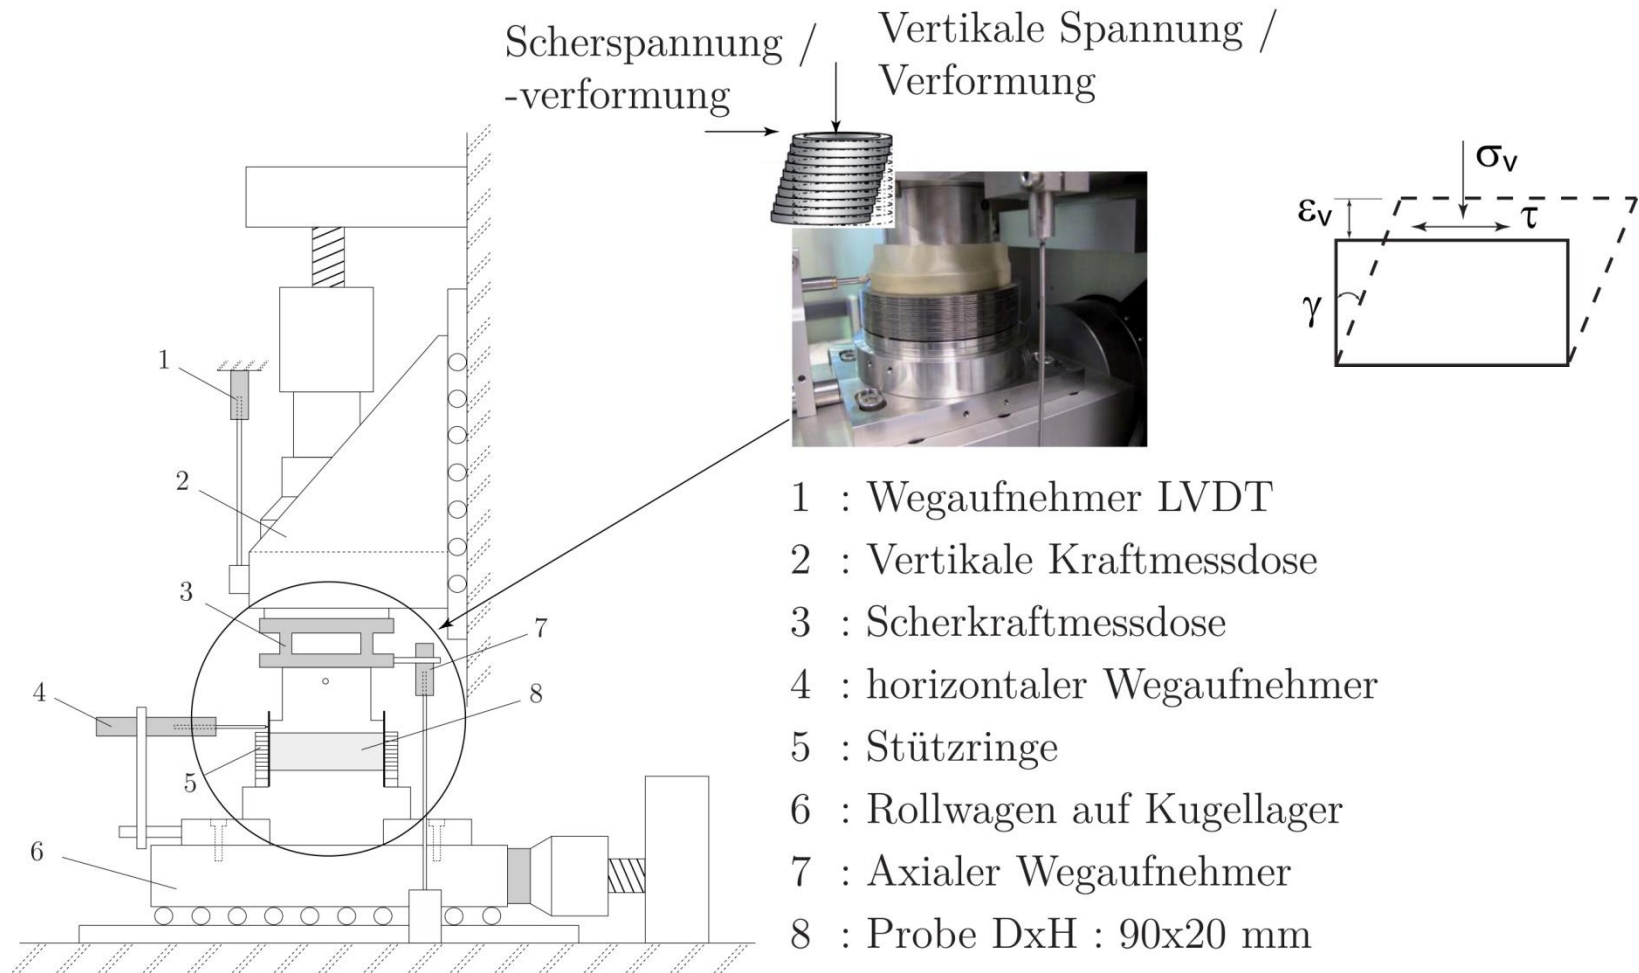 Scherspannung /
-verformung
Vertikale Spannung /
Verformung
σv
εv
τ
γ
1
2
3
4
5
6
7
8
1 : Wegaufnehmer LVDT
2 : Vertikale Kraftmessdose
3 : Scherkraftmessdose
4 : horizontaler Wegaufnehmer
5 : Stützringe
6 : Rollwagen auf Kugellager
7 : Axialer Wegaufnehmer
8 : Probe DxH : 90x20 mm